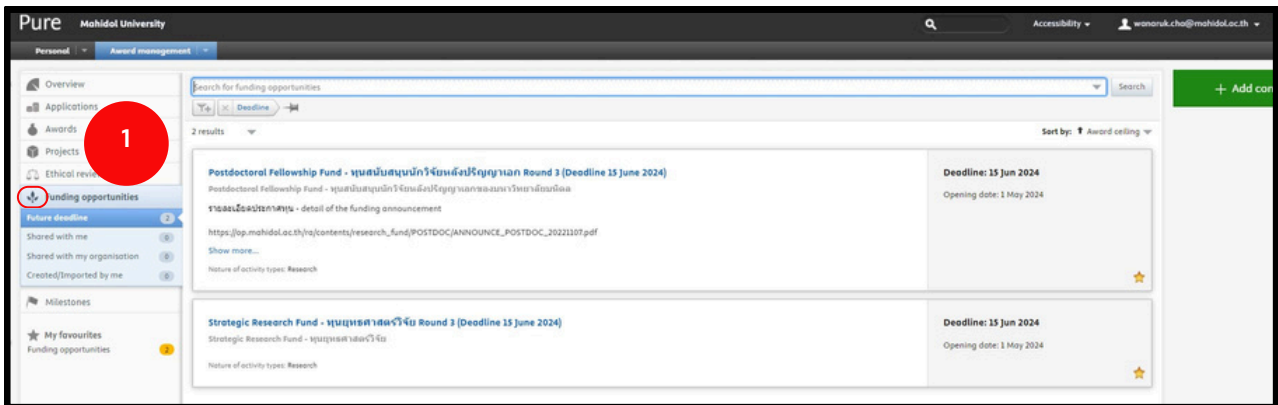 Pure Mahidol University
Accessibility
wanaruk.cha@mahidol.ac.th
Personal
Award management
Overview
Applications
Awards
Projects
Ethical revie
Funding opportunities
Future deadline 2
Shared with me 0
Shared with my organisation 0
Created/Imported by me 0
Milestones
My favourites
Funding opportunities 2
1
Search for funding opportunities
Search
Deadline
2 results
Sort by: Award ceiling
Postdoctoral Fellowship Fund - ทุนสนับสนุนนักวิจัยหลังปริญญาเอก Round 3 (Deadline 15 June 2024)
Postdoctoral Fellowship Fund - ทุนสนับสนุนนักวิจัยหลังปริญญาเอกของมหาวิทยาลัยมหิดล
รายละเอียดประกาศทุน - detail of the funding announcement
https://op.mahidol.ac.th/ra/contents/research_fund/POSTDOC/ANNOUNCE_POSTDOC_20221107.pdf
Show more...
Nature of activity types: Research
Deadline: 15 Jun 2024
Opening date: 1 May 2024
Strategic Research Fund - ทุนยุทธศาสตร์วิจัย Round 3 (Deadline 15 June 2024)
Strategic Research Fund - ทุนยุทธศาสตร์วิจัย
Nature of activity types: Research
Deadline: 15 Jun 2024
Opening date: 1 May 2024
+ Add con